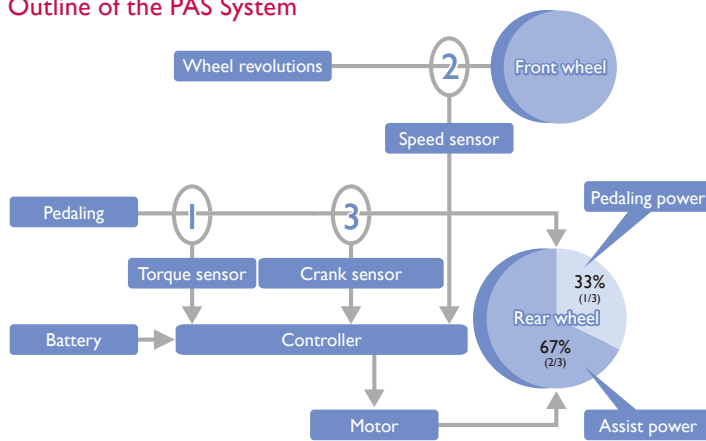 Outline of the PAS System
Wheel revolutions
2
Front wheel
Speed sensor
Pedaling
1
3
Pedaling power
Torque sensor
Crank sensor
33%
(1/3)
Rear wheel
67%
(2/3)
Battery
Controller
Motor
Assist power